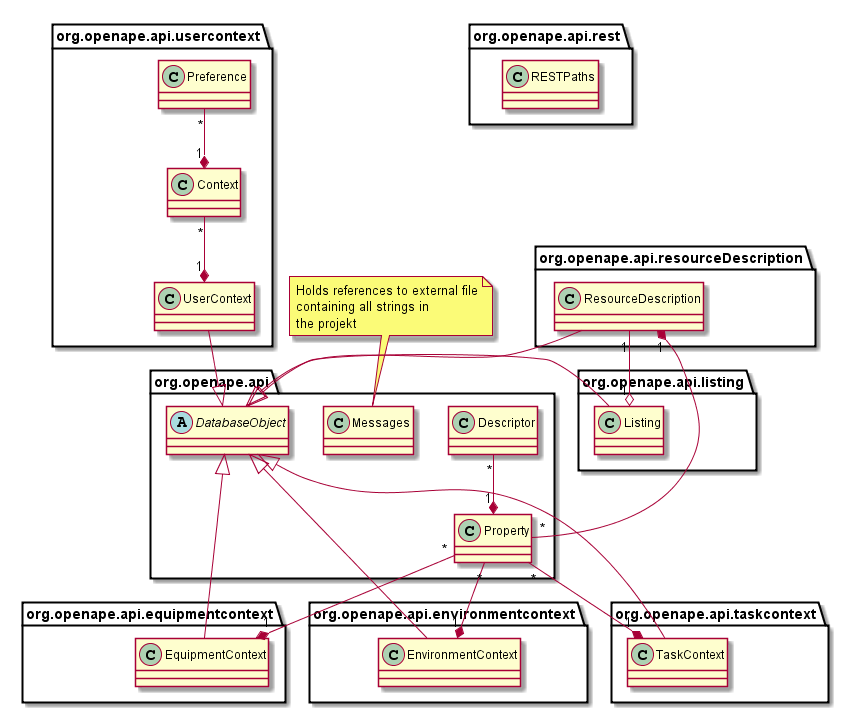 org.openape.api.usercontext
org.openape.api.rest
C Preference
C RESTPaths
*
1
C Context
*
1
org.openape.api.resourceDescription
C UserContext
Holds references to external file
containing all strings in
the projekt
C ResourceDescription
1
1
org.openape.api
org.openape.api.listing
1
A DatabaseObject
C Messages
C Descriptor
C Listing
*
1
C Property
*
*
*
*
org.openape.api.equipmentcontext
org.openape.api.environmentcontext
org.openape.api.taskcontext
1
1
1
C EquipmentContext
C EnvironmentContext
C TaskContext